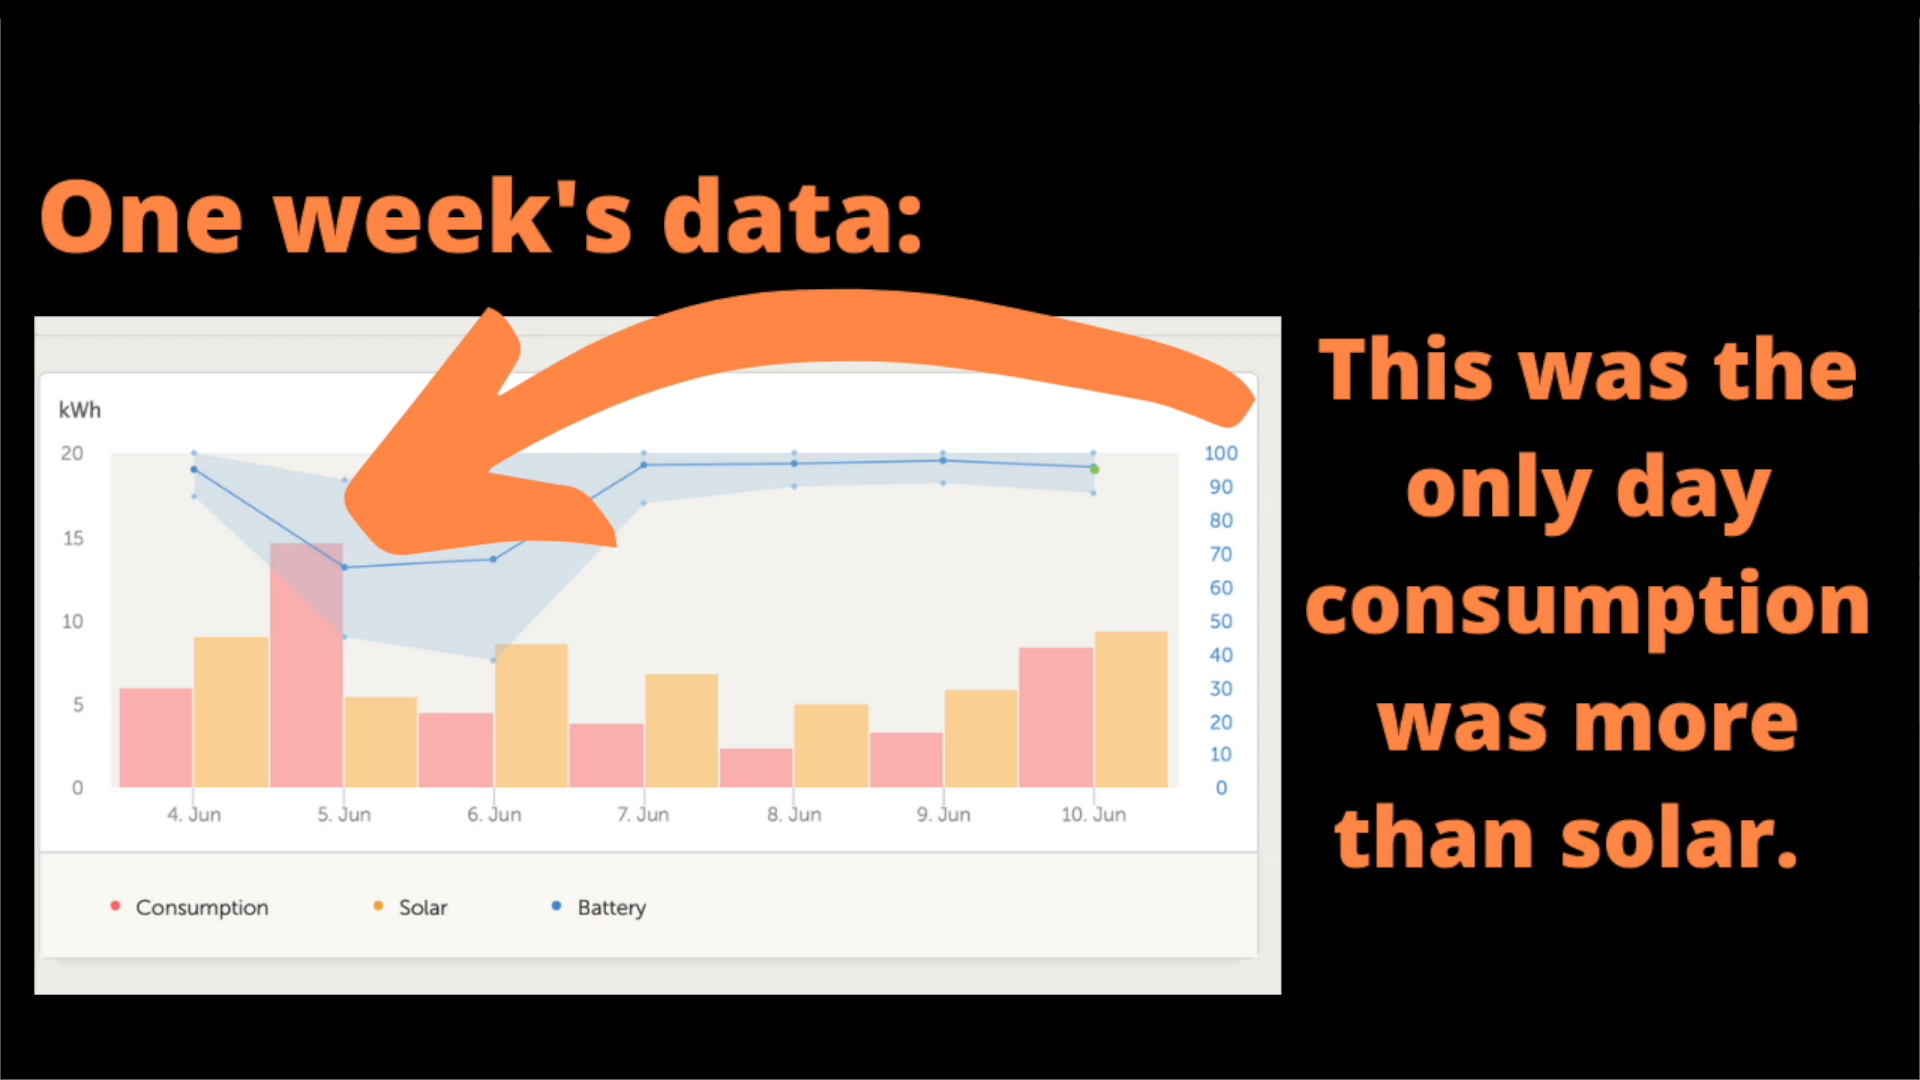 One week's data:
This was the
only day
consumption
was more
than solar.
kWh
20
15
10
5
0
100
90
80
70
60
50
40
30
20
10
0
4. Jun 5. Jun 6. Jun 7. Jun 8. Jun 9. Jun 10. Jun
Consumption Solar Battery